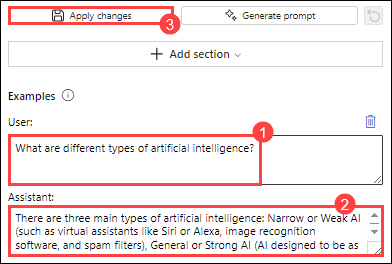 Apply changes
Generate prompt
3
Add section
Examples
User:
1
What are different types of artificial intelligence?
Assistant:
2
There are three main types of artificial intelligence: Narrow or Weak AI
(such as virtual assistants like Siri or Alexa, image recognition
software, and spam filters), General or Strong AI (AI designed to be as